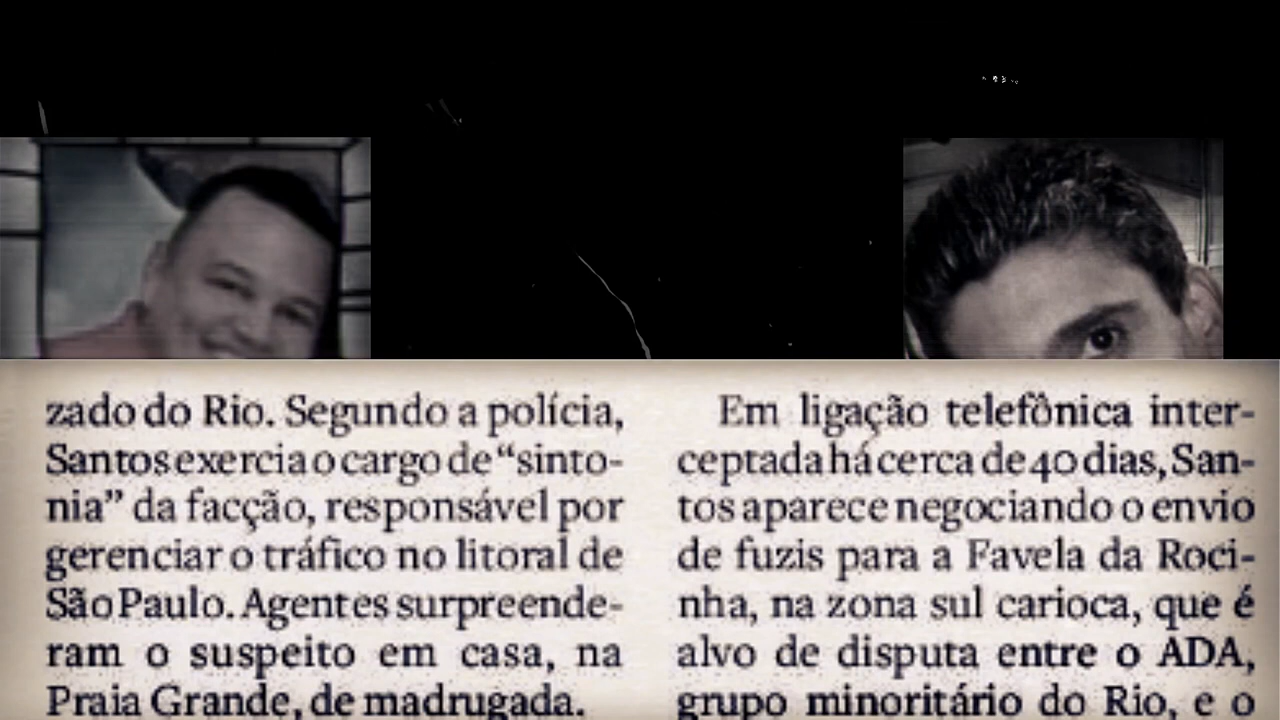 zado do Rio. Segundo a polícia,
Santos exercia o cargo de “sinto-
nia” da facção, responsável por
gerenciar o tráfico no litoral de
São Paulo. Agentes surpreende-
ram o suspeito em casa, na
Praia Grande, de madrugada.
Em ligação telefônica inter-
ceptada há cerca de 40 dias, San-
tos aparece negociando o envio
de fuzis para a Favela da Roci-
nha, na zona sul carioca, que é
alvo de disputa entre o ADA,
grupo minoritário do Rio, e o